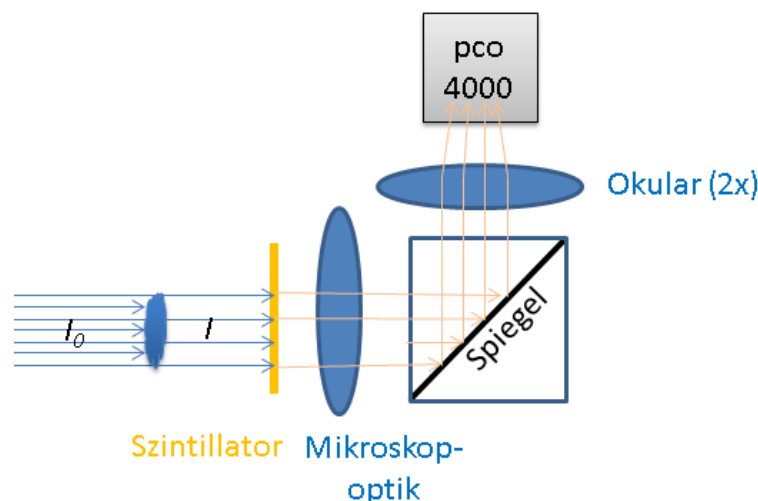 pco
4000
Okular (2x)
Spiegel
I₀
I
Szintillator
Mikroskop-
optik